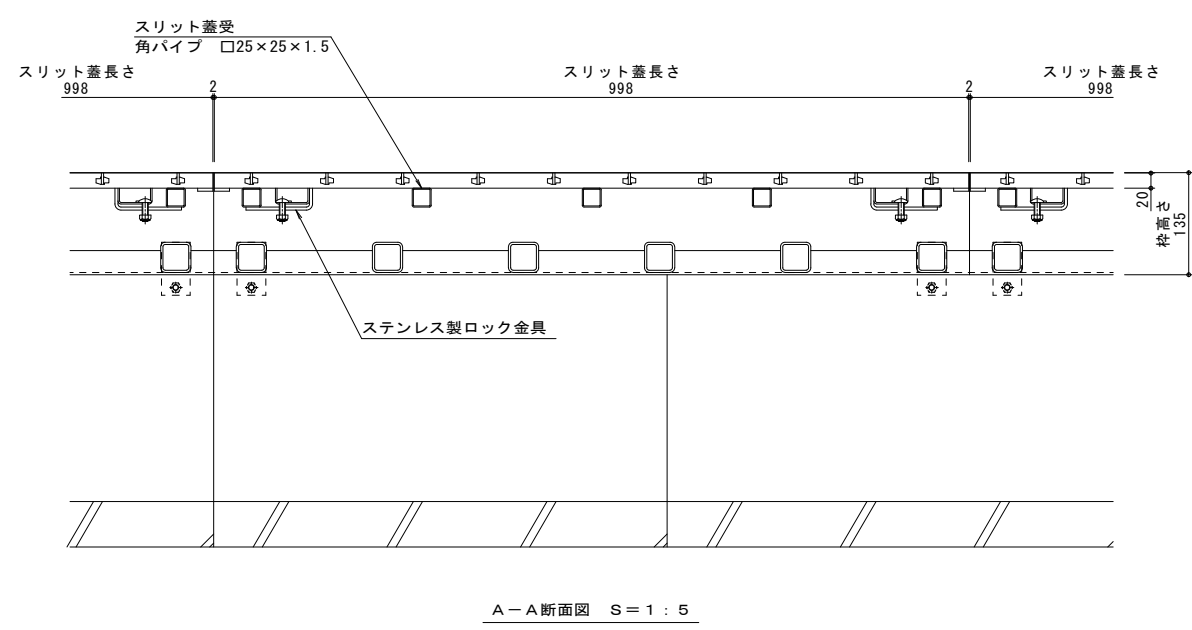 スリット蓋受
角パイプ　□25×25×1.5
スリット蓋長さ
998
2
スリット蓋長さ
998
2
スリット蓋長さ
998
20
枠高さ
135
ステンレス製ロック金具
A－A断面図　S＝1：5